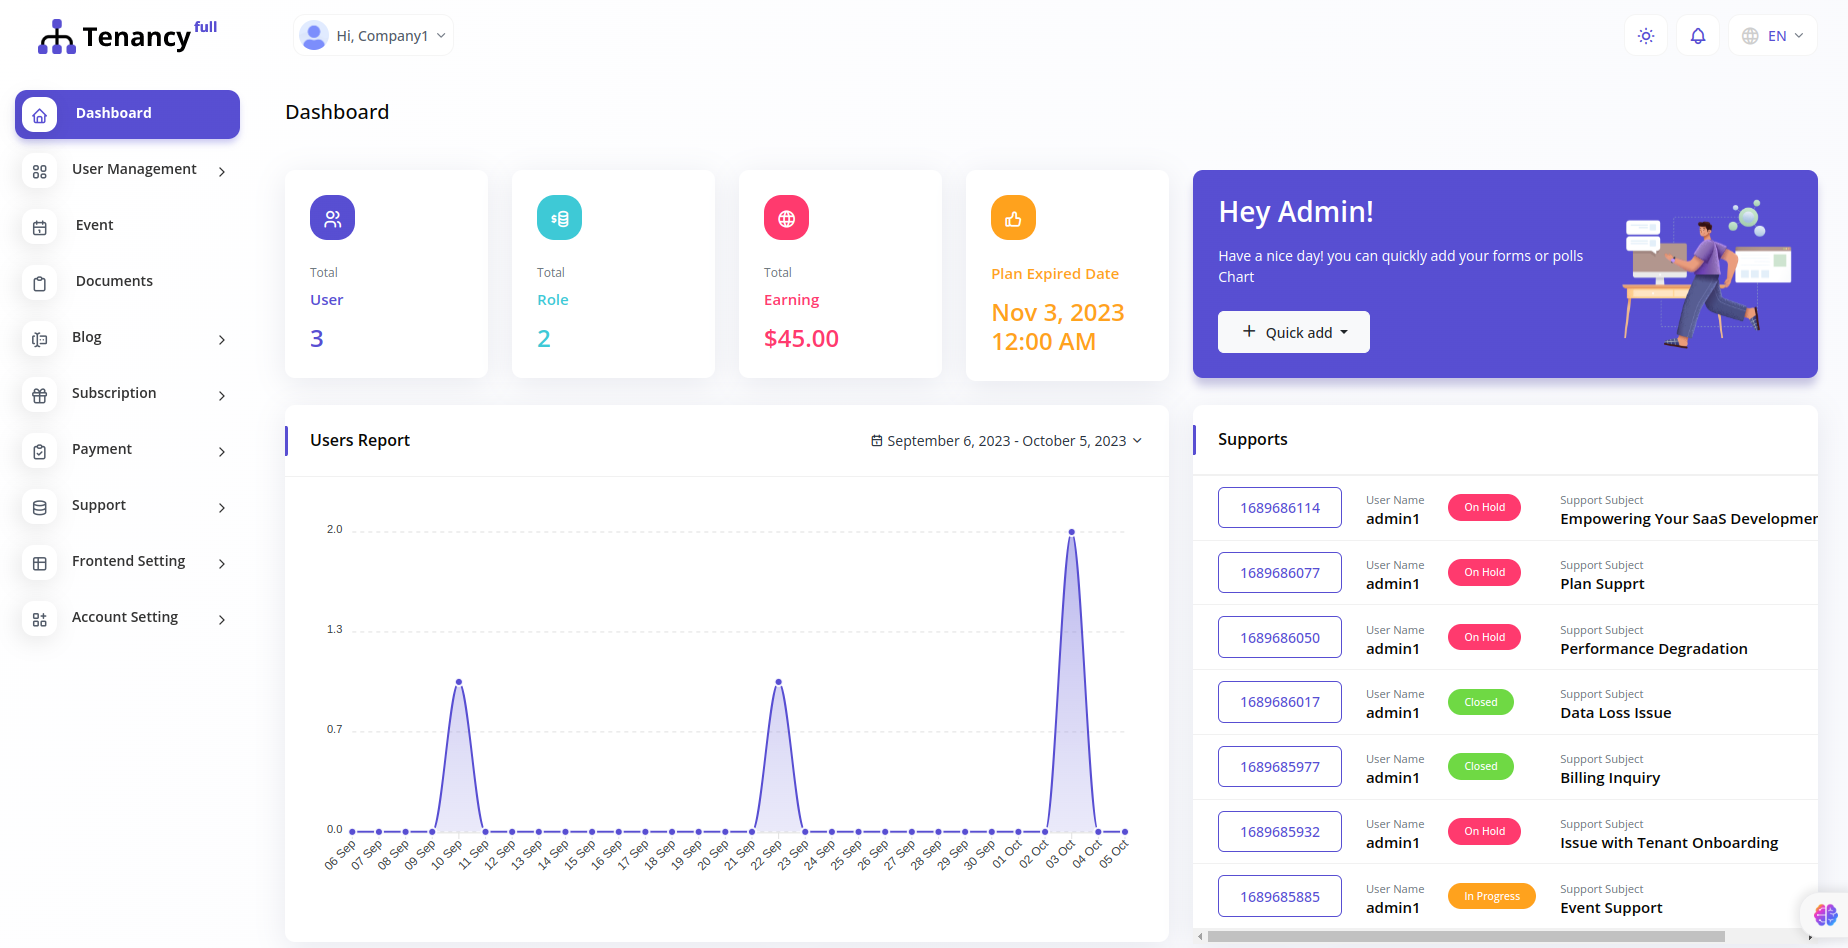 Tenancy full
Hi, Company1
EN
Dashboard
User Management
Event
Documents
Blog
Subscription
Payment
Support
Frontend Setting
Account Setting
Dashboard
Total
User
3
Total
Role
2
Total
Earning
$45.00
Plan Expired Date
Nov 3, 2023
12:00 AM
Hey Admin!
Have a nice day! you can quickly add your forms or polls
Chart
+ Quick add
Users Report
September 6, 2023 - October 5, 2023
2.0
1.3
0.7
0.0
06 Sep 07 Sep 08 Sep 09 Sep 10 Sep 11 Sep 12 Sep 13 Sep 14 Sep 15 Sep 16 Sep 17 Sep 18 Sep 19 Sep 20 Sep 21 Sep 22 Sep 23 Sep 24 Sep 25 Sep 26 Sep 27 Sep 28 Sep 29 Sep 30 Sep 01 Oct 02 Oct 03 Oct 04 Oct 05 Oct
Supports
1689686114 User Name admin1 On Hold Support Subject Empowering Your SaaS Developmer
1689686077 User Name admin1 On Hold Support Subject Plan Supprt
1689686050 User Name admin1 On Hold Support Subject Performance Degradation
1689686017 User Name admin1 Closed Support Subject Data Loss Issue
1689685977 User Name admin1 Closed Support Subject Billing Inquiry
1689685932 User Name admin1 On Hold Support Subject Issue with Tenant Onboarding
1689685885 User Name admin1 In Progress Support Subject Event Support